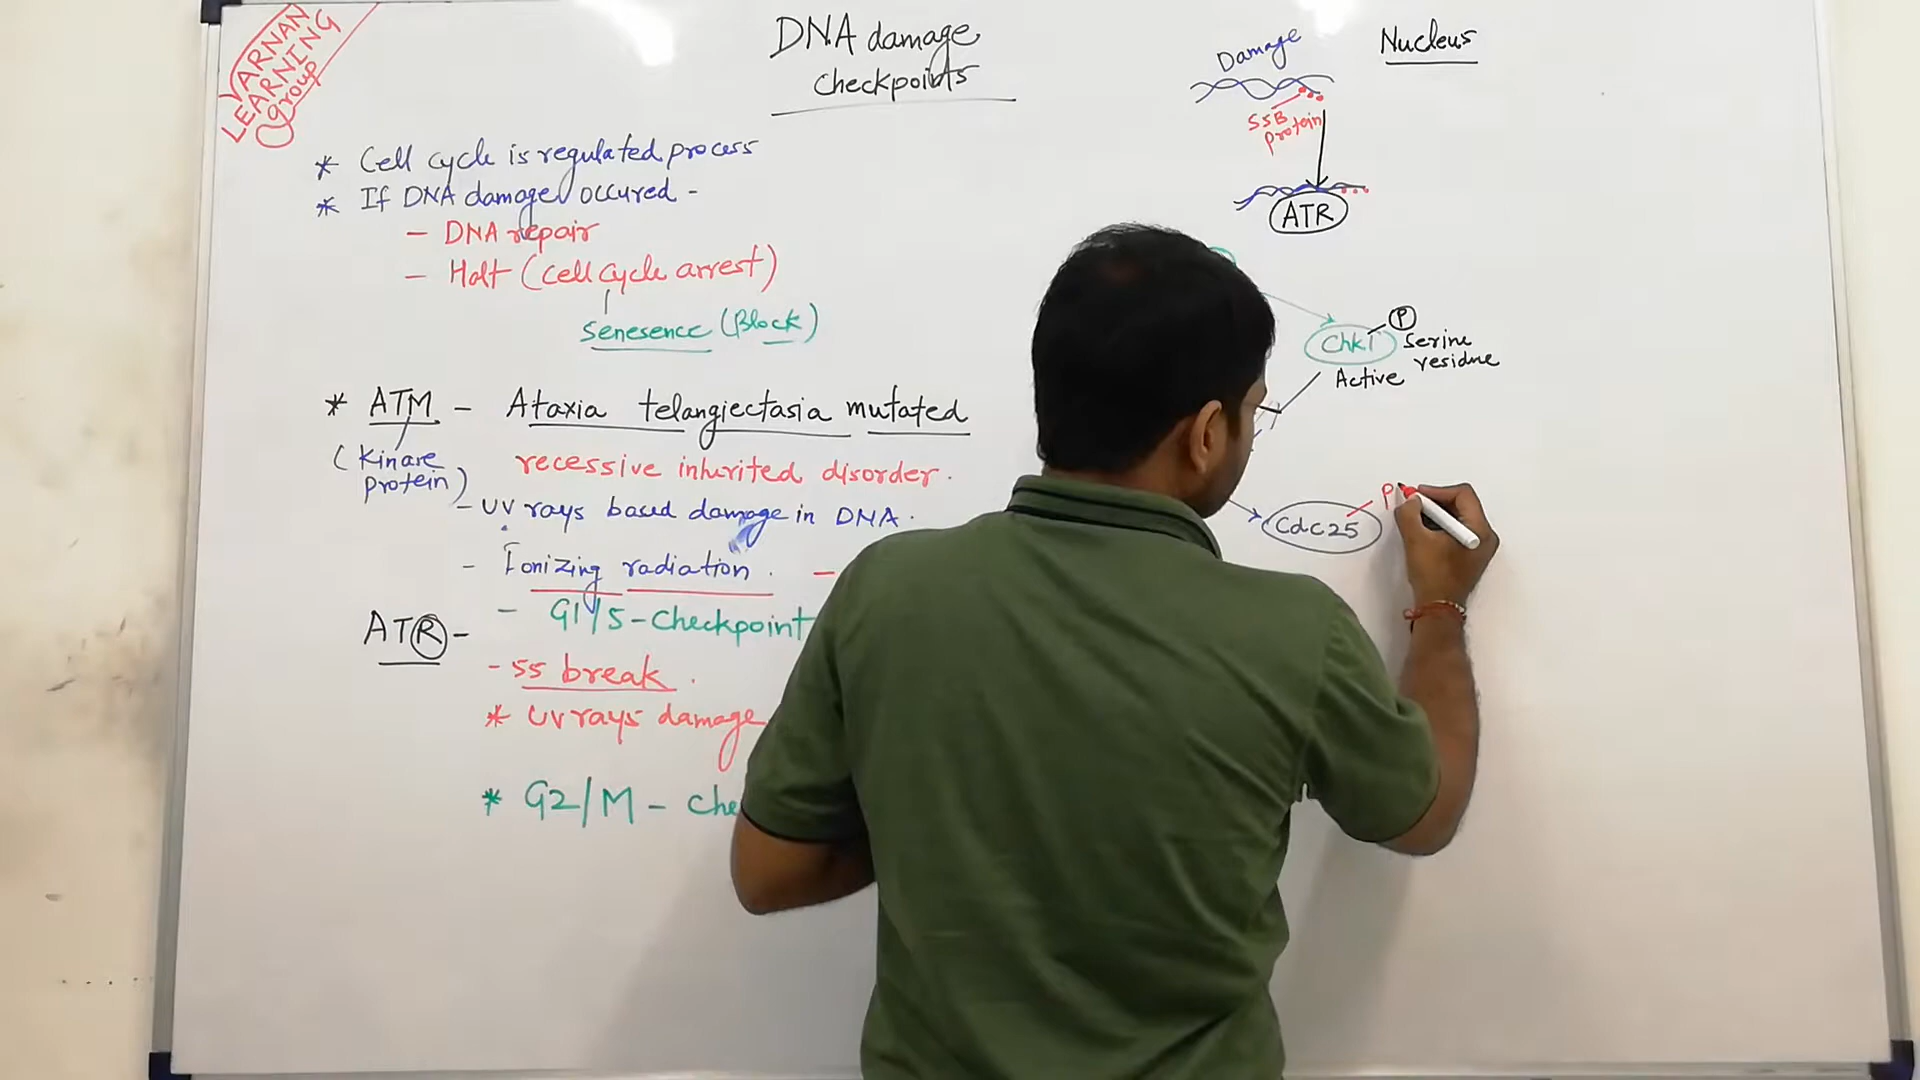 VARNAN
LEARNING
Group
DNA damage
checkpoints
* Cell cycle is regulated process
* If DNA damage occured -
- DNA repair
- Halt (cell cycle arrest)
Senesence (Block)
* ATM - Ataxia telangiectasia mutated
(Kinase
protein)
recessive inherited disorder.
- UV rays based damage in DNA.
- Ionizing radiation. -
- G1/S - Checkpoint
ATR -
- SS break.
* UV rays damage
* G2/M - Che
Nucleus
Damage
SSB
protein
ATR
Chk1 P
Serine
residue
Active
Cdc25 P